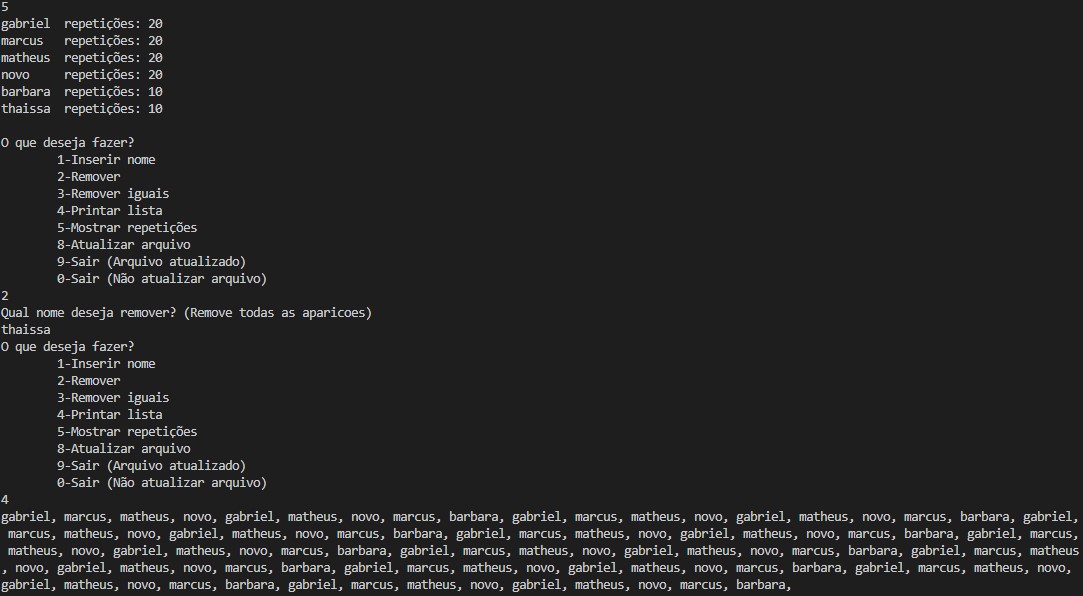 5
gabriel  repetições: 20
marcus   repetições: 20
matheus  repetições: 20
novo     repetições: 20
barbara  repetições: 10
thaissa  repetições: 10

O que deseja fazer?
        1-Inserir nome
        2-Remover
        3-Remover iguais
        4-Printar lista
        5-Mostrar repetições
        8-Atualizar arquivo
        9-Sair (Arquivo atualizado)
        0-Sair (Não atualizar arquivo)
2
Qual nome deseja remover? (Remove todas as aparicoes)
thaissa
O que deseja fazer?
        1-Inserir nome
        2-Remover
        3-Remover iguais
        4-Printar lista
        5-Mostrar repetições
        8-Atualizar arquivo
        9-Sair (Arquivo atualizado)
        0-Sair (Não atualizar arquivo)
4
gabriel, marcus, matheus, novo, gabriel, matheus, novo, marcus, barbara, gabriel, marcus, matheus, novo, gabriel, matheus, novo, marcus, barbara, gabriel,
 marcus, matheus, novo, gabriel, matheus, novo, marcus, barbara, gabriel, marcus, matheus, novo, gabriel, matheus, novo, marcus, barbara, gabriel, marcus,
 matheus, novo, gabriel, matheus, novo, marcus, barbara, gabriel, marcus, matheus, novo, gabriel, matheus, novo, marcus, barbara, gabriel, marcus, matheus
, novo, gabriel, matheus, novo, marcus, barbara, gabriel, marcus, matheus, novo, gabriel, matheus, novo, marcus, barbara, gabriel, marcus, matheus, novo,
gabriel, matheus, novo, marcus, barbara, gabriel, marcus, matheus, novo, gabriel, matheus, novo, marcus, barbara,